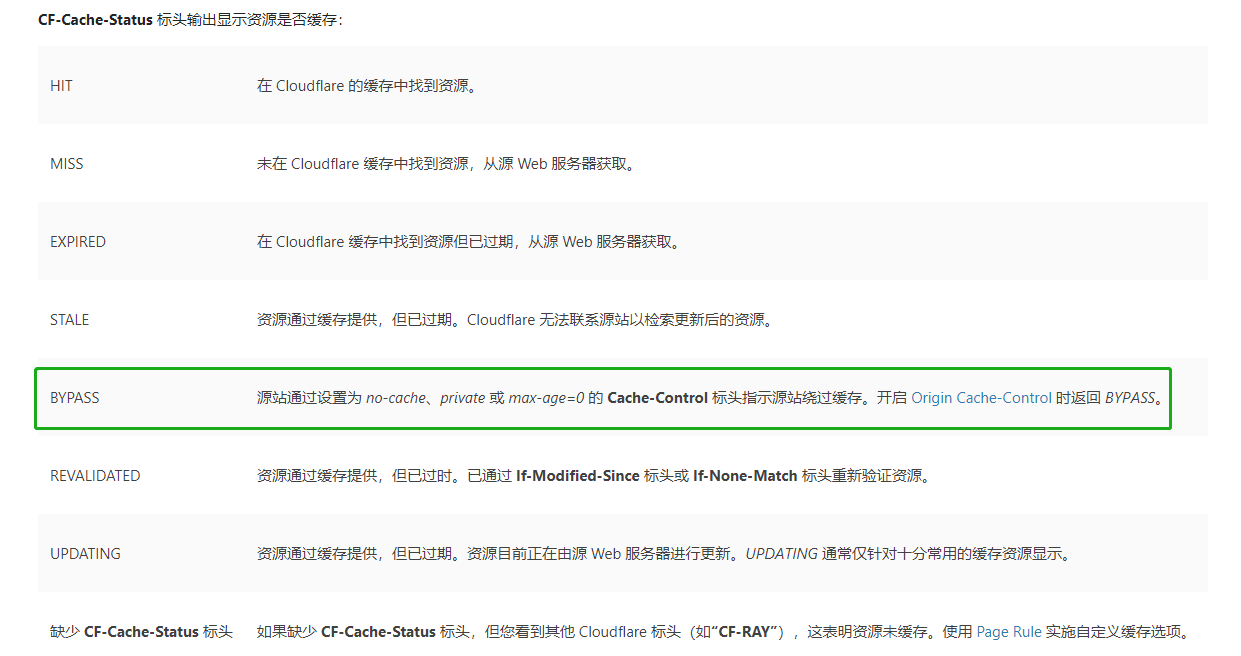 CF-Cache-Status 标头输出显示资源是否缓存：
HIT 在 Cloudflare 的缓存中找到资源。
MISS 未在 Cloudflare 缓存中找到资源，从源 Web 服务器获取。
EXPIRED 在 Cloudflare 缓存中找到资源但已过期，从源 Web 服务器获取。
STALE 资源通过缓存提供，但已过期。Cloudflare 无法联系源站以检索更新后的资源。
BYPASS 源站通过设置为 no-cache、private 或 max-age=0 的 Cache-Control 标头指示源站绕过缓存。开启 Origin Cache-Control 时返回 BYPASS。
REVALIDATED 资源通过缓存提供，但已过时。已通过 If-Modified-Since 标头或 If-None-Match 标头重新验证资源。
UPDATING 资源通过缓存提供，但已过期。资源目前正在由源 Web 服务器进行更新。UPDATING 通常仅针对十分常用的缓存资源显示。
缺少 CF-Cache-Status 标头 如果缺少 CF-Cache-Status 标头，但您看到其他 Cloudflare 标头（如“CF-RAY”），这表明资源未缓存。使用 Page Rule 实施自定义缓存选项。